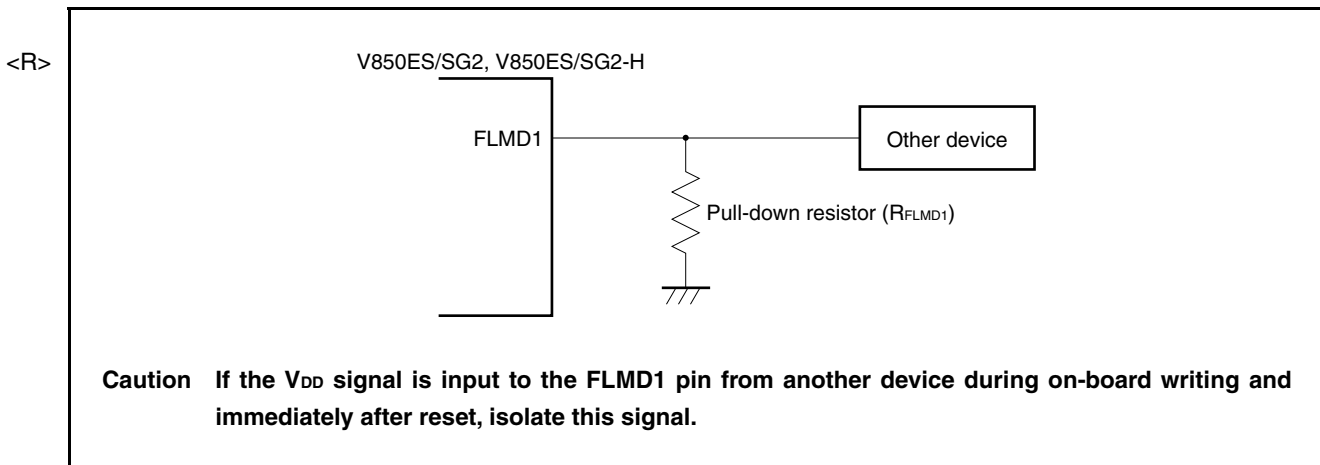 <R>
V850ES/SG2, V850ES/SG2-H
FLMD1
Other device
Pull-down resistor (RFLMD1)
Caution If the VDD signal is input to the FLMD1 pin from another device during on-board writing and
immediately after reset, isolate this signal.